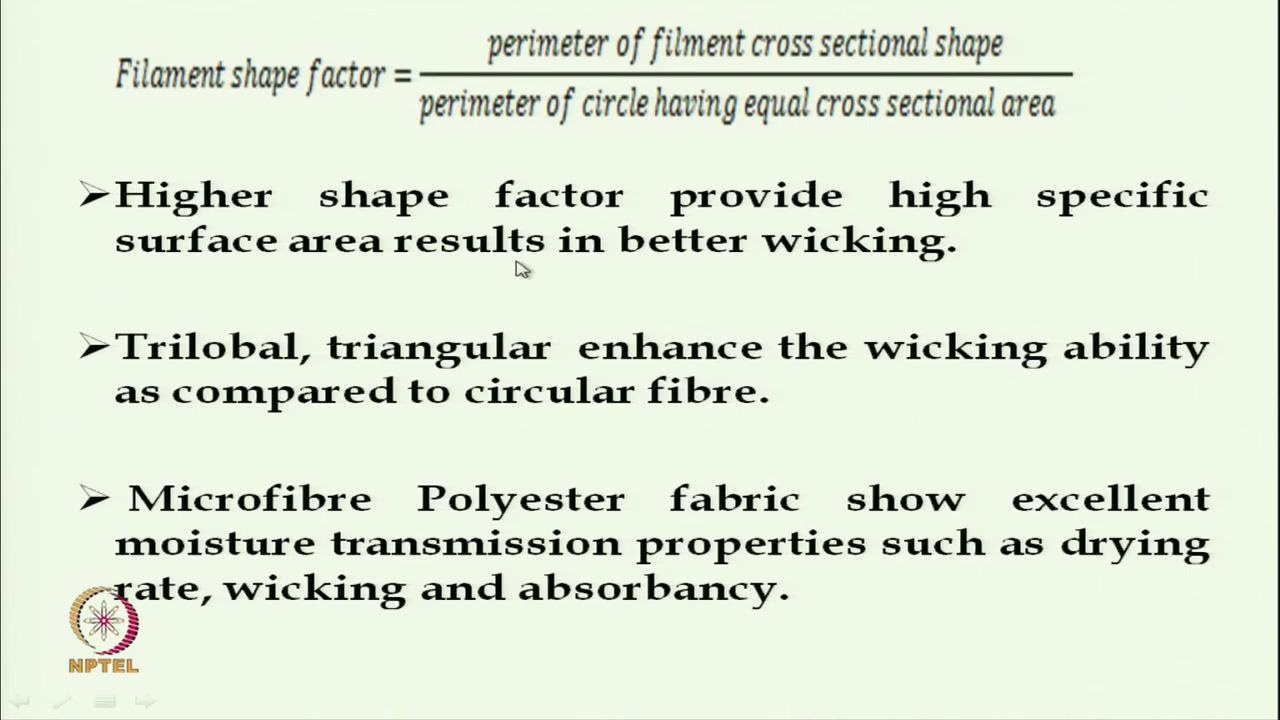 perimeter of filment cross sectional shape
Filament shape factor =
perimeter of circle having equal cross sectional area
➢Higher shape factor provide high specific
surface area results in better wicking.
➢Trilobal, triangular enhance the wicking ability
as compared to circular fibre.
➢ Microfibre Polyester fabric show excellent
moisture transmission properties such as drying
rate, wicking and absorbancy.
NPTEL